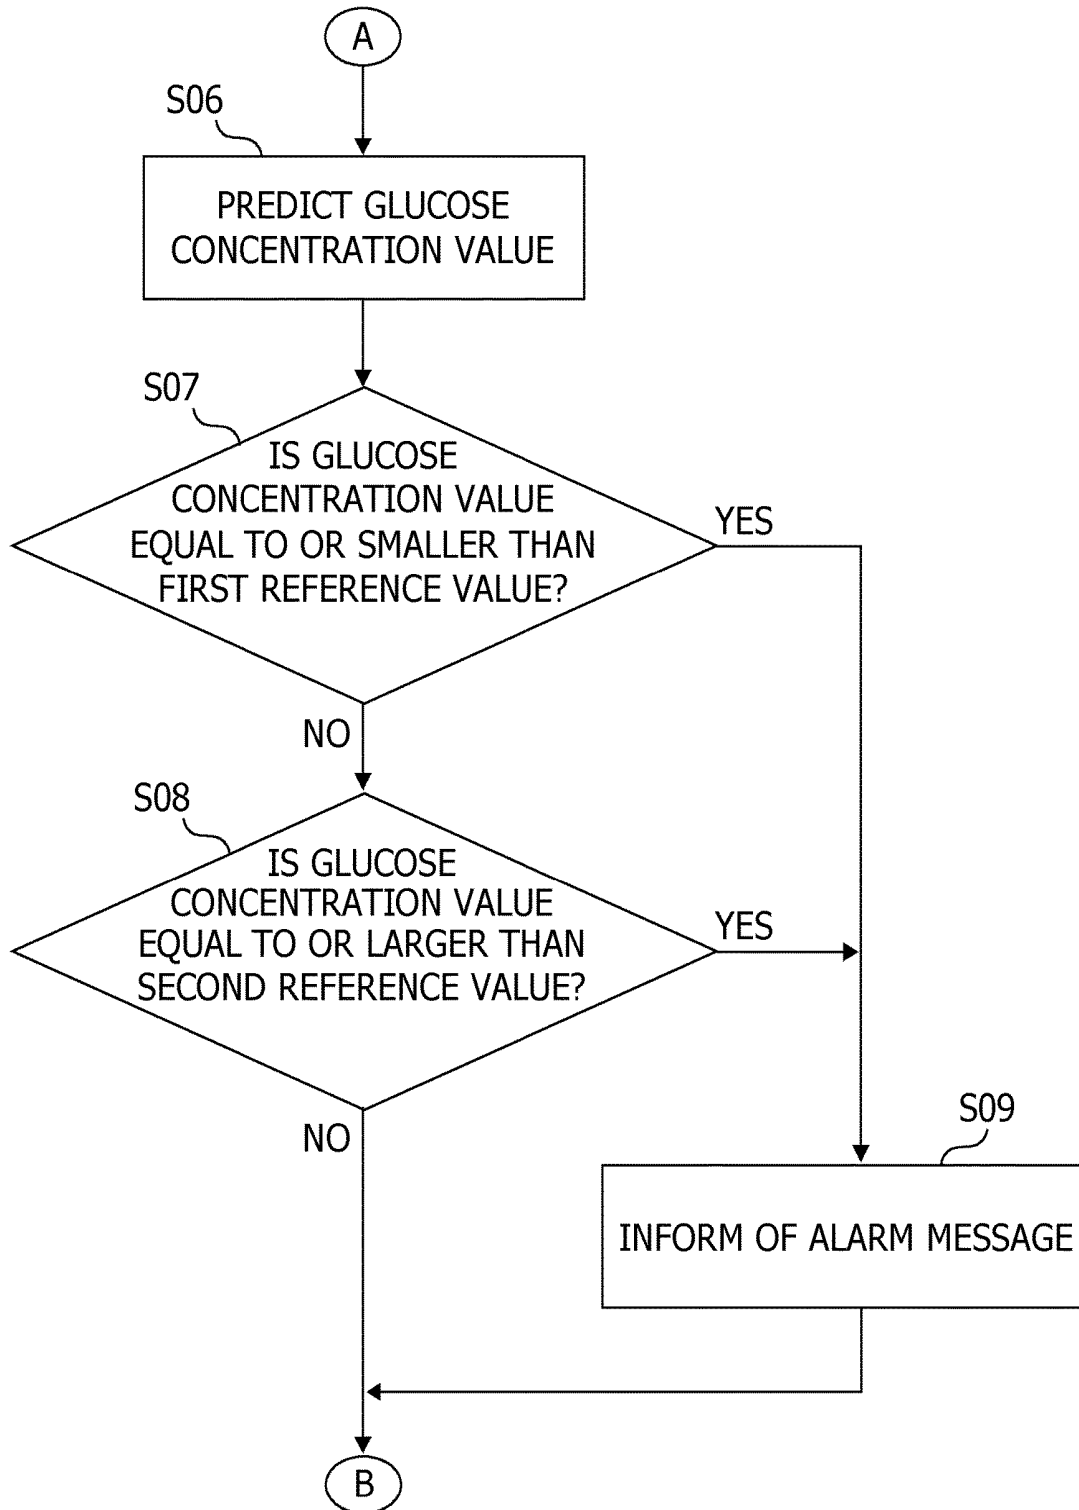 A
S06
PREDICT GLUCOSE
CONCENTRATION VALUE
S07
IS GLUCOSE
CONCENTRATION VALUE
EQUAL TO OR SMALLER THAN
FIRST REFERENCE VALUE?
YES
NO
S08
IS GLUCOSE
CONCENTRATION VALUE
EQUAL TO OR LARGER THAN
SECOND REFERENCE VALUE?
YES
NO
S09
INFORM OF ALARM MESSAGE
B